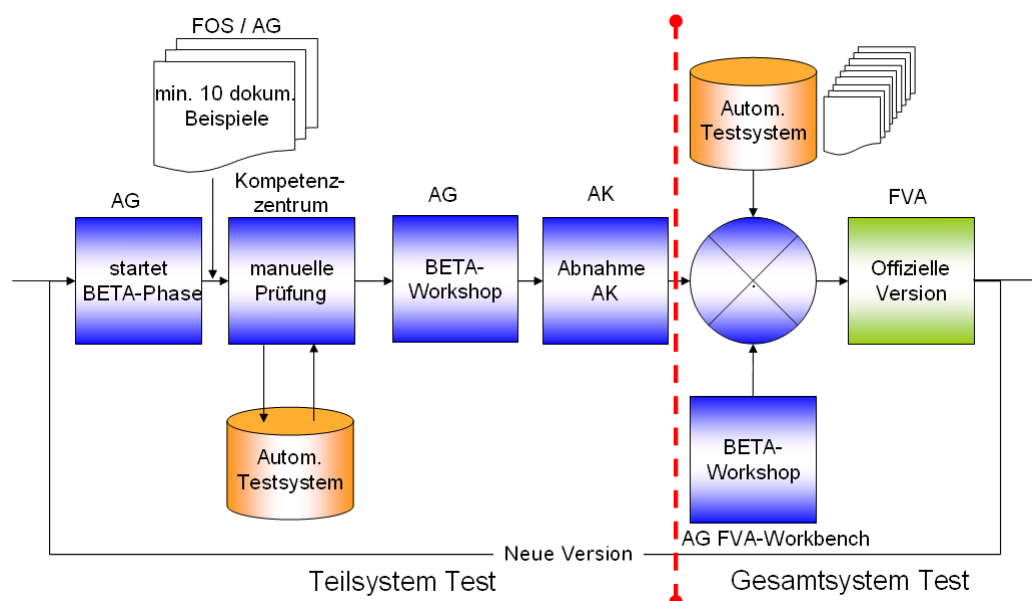 FOS / AG
min. 10 dokum.
Beispiele
Autom.
Testsystem
AG
Kompetenz-
zentrum
AG
AK
FVA
startet
BETA-Phase
manuelle
Prüfung
BETA-
Workshop
Abnahme
AK
Offizielle
Version
Autom.
Testsystem
BETA-
Workshop
AG FVA-Workbench
Neue Version
Teilsystem Test
Gesamtsystem Test